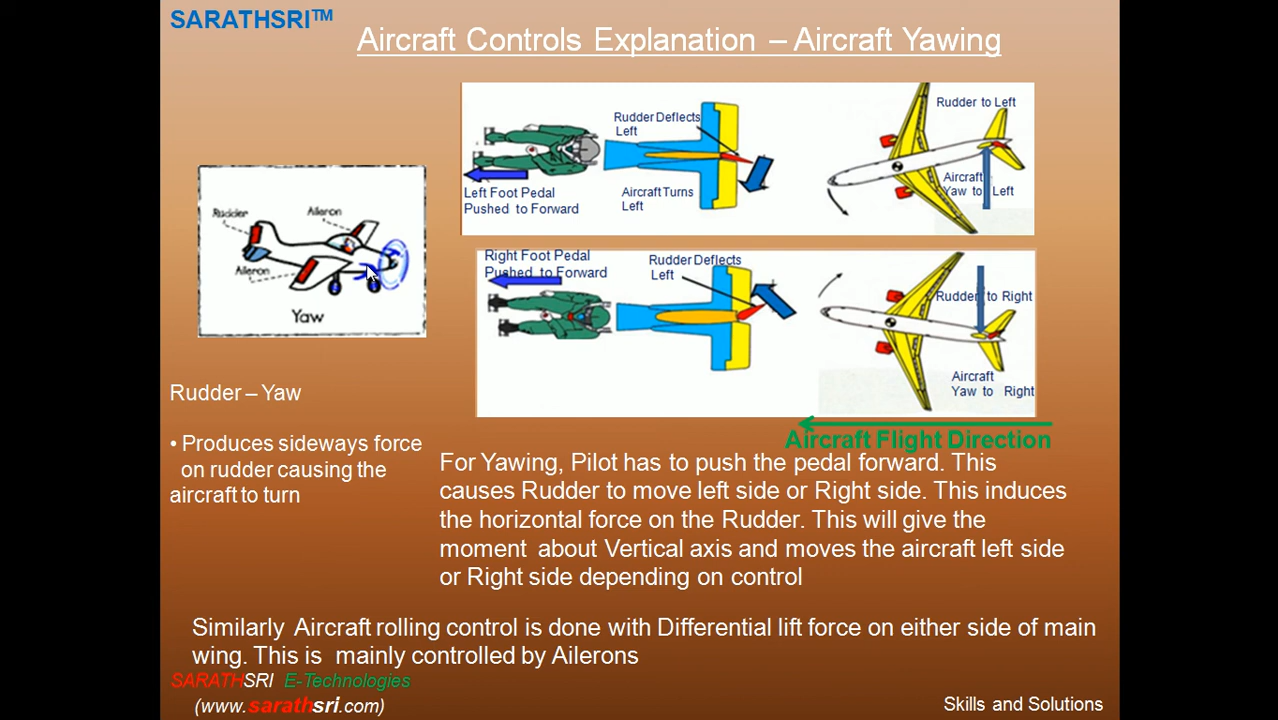 SARATHSRI™
Aircraft Controls Explanation – Aircraft Yawing
Rudder Deflects
Left
Left Foot Pedal
Pushed to Forward
Aircraft Turns
Left
Rudder to Left
Aircraft
Yaw to Left
Rudder
Aileron
Aileron
Yaw
Right Foot Pedal
Pushed to Forward
Rudder Deflects
Left
Rudder to Right
Aircraft
Yaw to Right
Aircraft Flight Direction
Rudder – Yaw
• Produces sideways force
on rudder causing the
aircraft to turn
For Yawing, Pilot has to push the pedal forward. This
causes Rudder to move left side or Right side. This induces
the horizontal force on the Rudder. This will give the
moment about Vertical axis and moves the aircraft left side
or Right side depending on control
Similarly Aircraft rolling control is done with Differential lift force on either side of main
wing. This is mainly controlled by Ailerons
SARATHSRI E-Technologies
(www.sarathsri.com)
Skills and Solutions